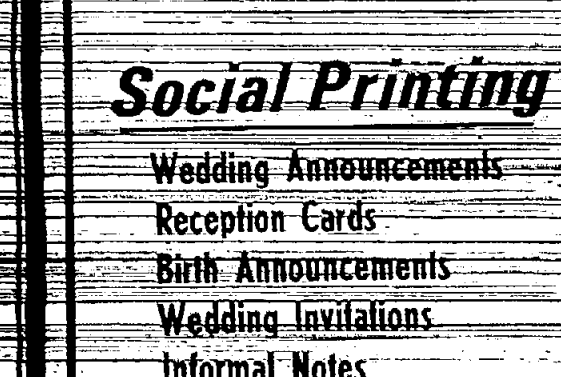 Social Printing
Wedding Announcements
Reception Cards
Birth Announcements
Wedding Invitations
Informal Notes